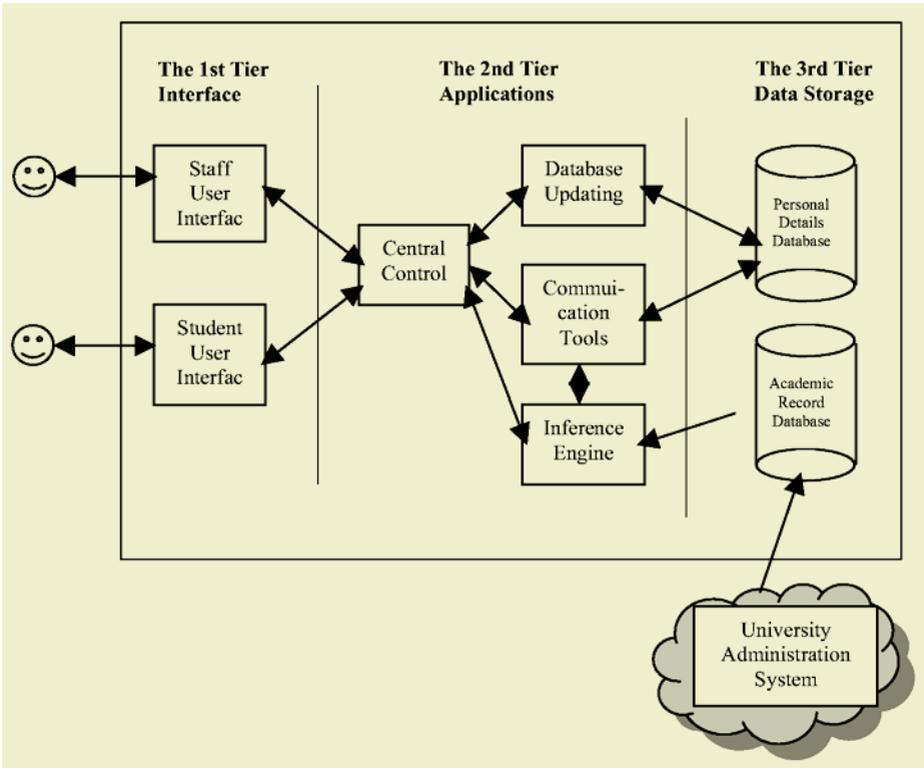 The 1st Tier
Interface
The 2nd Tier
Applications
The 3rd Tier
Data Storage
Staff
User
Interfac
Student
User
Interfac
Central
Control
Database
Updating
Commui-
cation
Tools
Inference
Engine
Personal
Details
Database
Academic
Record
Database
University
Administration
System